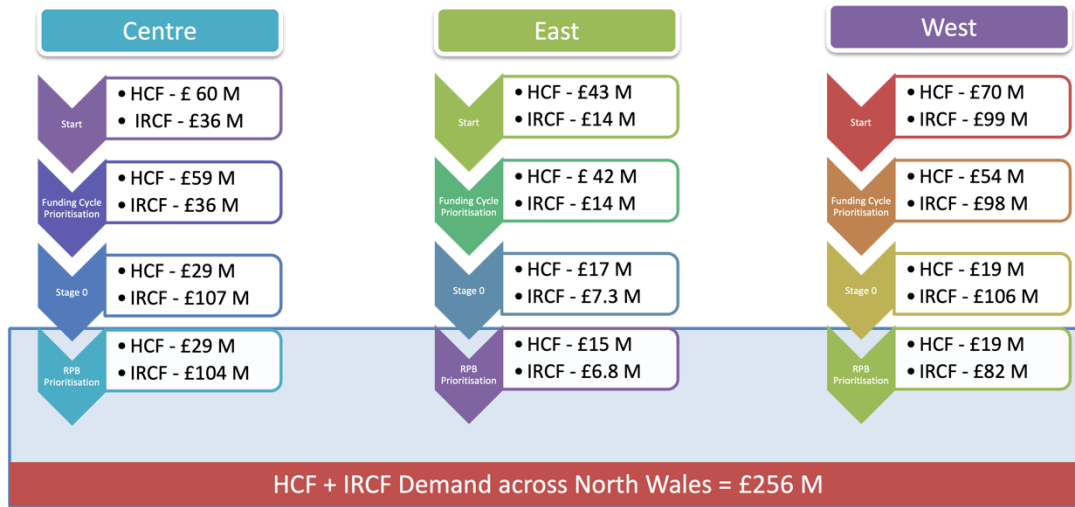 Centre
Start
• HCF - £ 60 M
• IRCF - £36 M
Funding Cycle
Prioritisation
• HCF - £59 M
• IRCF - £36 M
Stage 0
• HCF - £29 M
• IRCF - £107 M
RPB
Prioritisation
• HCF - £29 M
• IRCF - £104 M
East
Start
• HCF - £43 M
• IRCF - £14 M
Funding Cycle
Prioritisation
• HCF - £ 42 M
• IRCF - £14 M
Stage 0
• HCF - £17 M
• IRCF - £7.3 M
RPB
Prioritisation
• HCF - £15 M
• IRCF - £6.8 M
West
Start
• HCF - £70 M
• IRCF - £99 M
Funding Cycle
Prioritisation
• HCF - £54 M
• IRCF - £98 M
Stage 0
• HCF - £19 M
• IRCF - £106 M
RPB
Prioritisation
• HCF - £19 M
• IRCF - £82 M
HCF + IRCF Demand across North Wales = £256 M